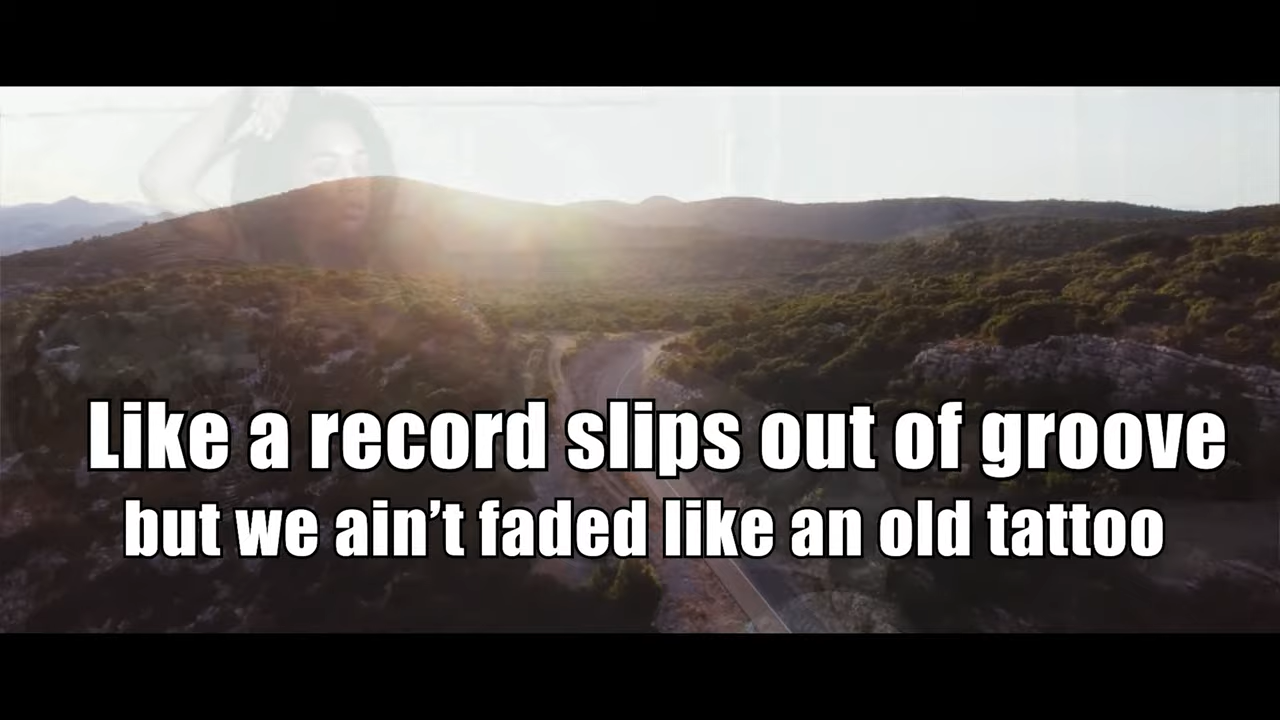 Like a record slips out of groove
but we ain’t faded like an old tattoo